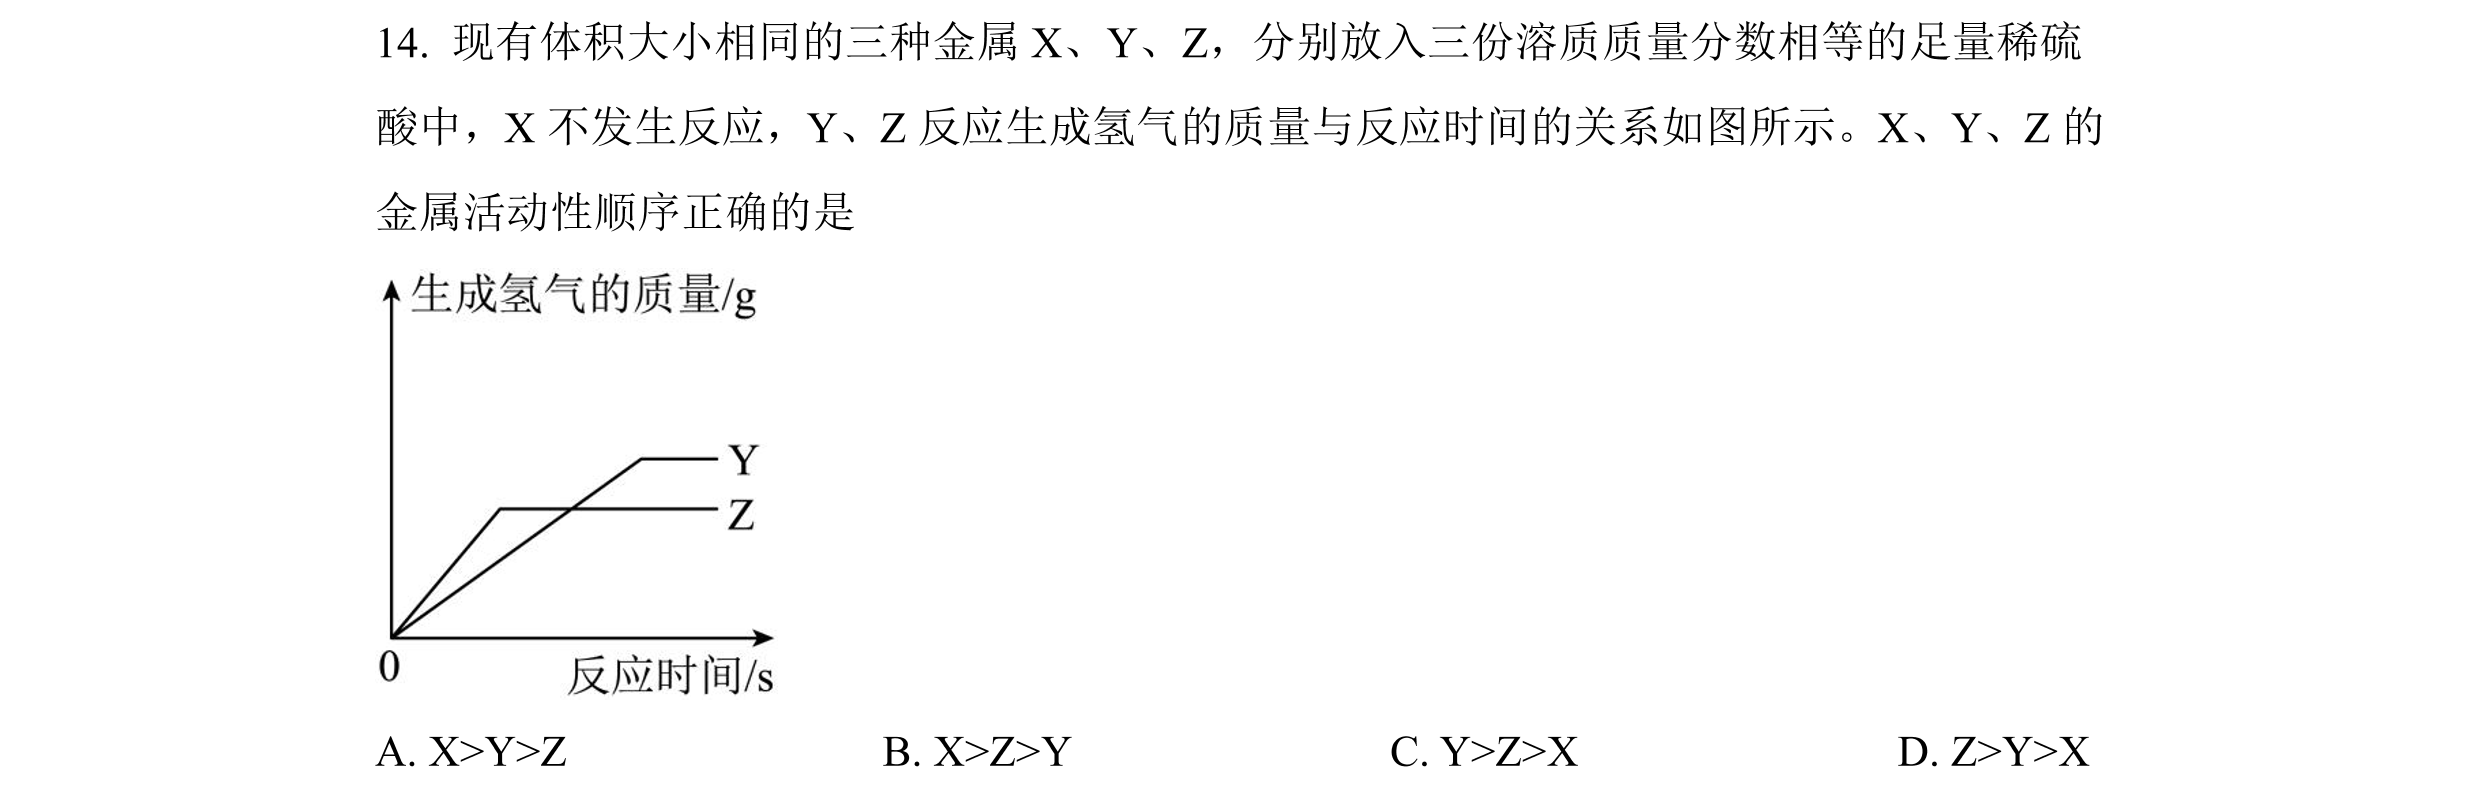 14. 现有体积大小相同的三种金属 X、Y、Z，分别放入三份溶质质量分数相等的足量稀硫
酸中，X 不发生反应，Y、Z 反应生成氢气的质量与反应时间的关系如图所示。X、Y、Z 的
金属活动性顺序正确的是
生成氢气的质量/g
Y
Z
0
反应时间/s
A. X>Y>Z B. X>Z>Y C. Y>Z>X D. Z>Y>X